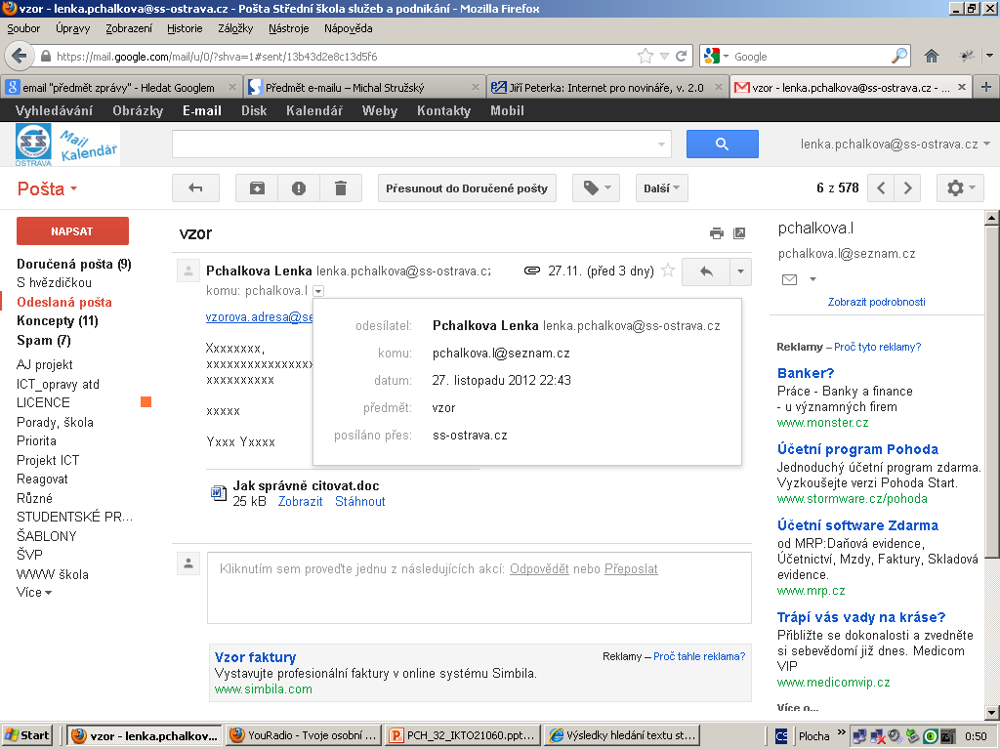 vzor - lenka.pchalkova@ss-ostrava.cz - Pošta Střední škola služeb a podnikání - Mozilla Firefox
Soubor Úpravy Zobrazení Historie Záložky Nástroje Nápověda
https://mail.google.com/mail/u/0/?shva=1#sent/13b43d2e8c13d5f6 Google
email "předmět zprávy" - Hledat Googlem Předmět e-mailu – Michal Stružský Jiří Peterka: Internet pro novináře, v. 2.0 vzor - lenka.pchalkova@ss-ostrava.cz - ...
Vyhledávání Obrázky E-mail Disk Kalendář Weby Kontakty Mobil
OSTRAVA Mail Kalendář lenka.pchalkova@ss-ostrava.cz
Pošta Přesunout do Doručené pošty Další 6 z 578
NAPSAT
Doručená pošta (9)
S hvězdičkou
Odeslaná pošta
Koncepty (11)
Spam (7)
AJ projekt
ICT_opravy atd
LICENCE
Porady, škola
Priorita
Projekt ICT
Reagovat
Různé
STUDENTSKÉ PR...
ŠABLONY
ŠVP
WWW škola
Více
vzor
Pchalkova Lenka lenka.pchalkova@ss-ostrava.cz 27.11. (před 3 dny)
komu: pchalkova.l
vzorova.adresa@se
Xxxxxxxx,
xxxxxxxxxxxxxxxx
xxxxxxxxxx
xxxxx
Yxxx Yxxxx
odesílatel: Pchalkova Lenka lenka.pchalkova@ss-ostrava.cz
komu: pchalkova.l@seznam.cz
datum: 27. listopadu 2012 22:43
předmět: vzor
posíláno přes: ss-ostrava.cz
Jak správně citovat.doc
25 kB Zobrazit Stáhnout
Kliknutím sem proveďte jednu z následujících akcí: Odpovědět nebo Přeposlat
Vzor faktury Reklamy – Proč tahle reklama?
Vystavujte profesionální faktury v online systému Simbila.
www.simbila.com
pchalkova.l
pchalkova.l@seznam.cz
Zobrazit podrobnosti
Reklamy – Proč tyto reklamy?
Banker?
Práce - Banky a finance
- u významných firem
www.monster.cz
Účetní program Pohoda
Jednoduchý účetní program zdarma.
Vyzkoušejte verzi Pohoda Start.
www.stormware.cz/pohoda
Účetní software Zdarma
od MRP:Daňová evidence,
Účetnictví, Mzdy, Faktury, Skladová
evidence.
www.mrp.cz
Trápí vás vady na kráse?
Přibližte se dokonalosti a zvedněte
si sebevědomí již dnes. Medicom
VIP
www.medicomvip.cz
Více o...
Start vzor - lenka.pchalkov... YouRadio - Tvoje osobní ... PCH_32_IKTO21060.ppt... Výsledky hledání textu st... CS Plocha 0:50